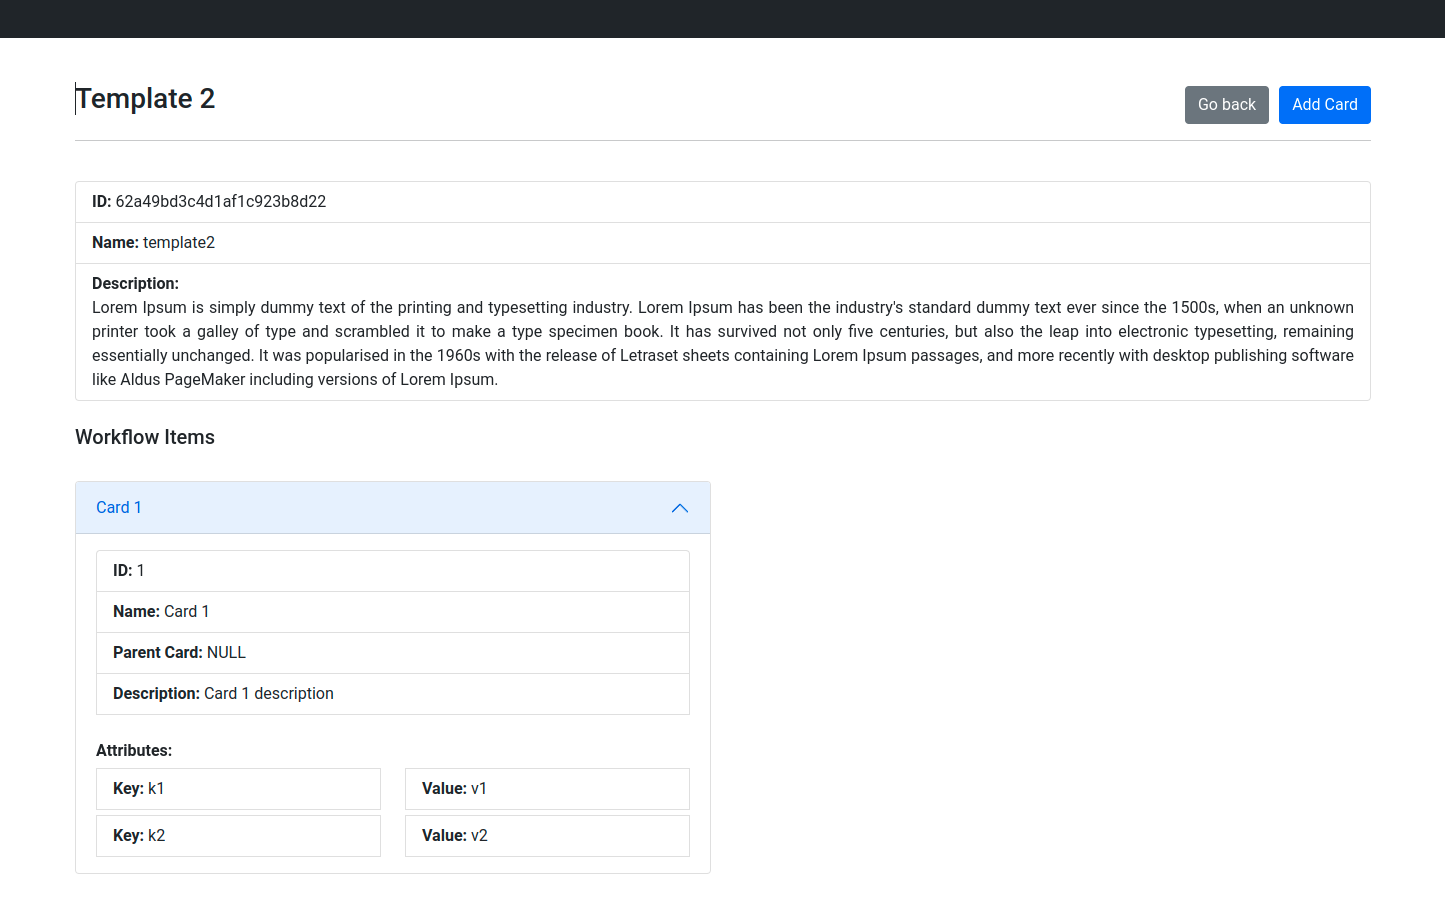 Template 2
Go back
Add Card
ID: 62a49bd3c4d1af1c923b8d22
Name: template2
Description:
Lorem Ipsum is simply dummy text of the printing and typesetting industry. Lorem Ipsum has been the industry's standard dummy text ever since the 1500s, when an unknown
printer took a galley of type and scrambled it to make a type specimen book. It has survived not only five centuries, but also the leap into electronic typesetting, remaining
essentially unchanged. It was popularised in the 1960s with the release of Letraset sheets containing Lorem Ipsum passages, and more recently with desktop publishing software
like Aldus PageMaker including versions of Lorem Ipsum.
Workflow Items
Card 1
ID: 1
Name: Card 1
Parent Card: NULL
Description: Card 1 description
Attributes:
Key: k1
Value: v1
Key: k2
Value: v2